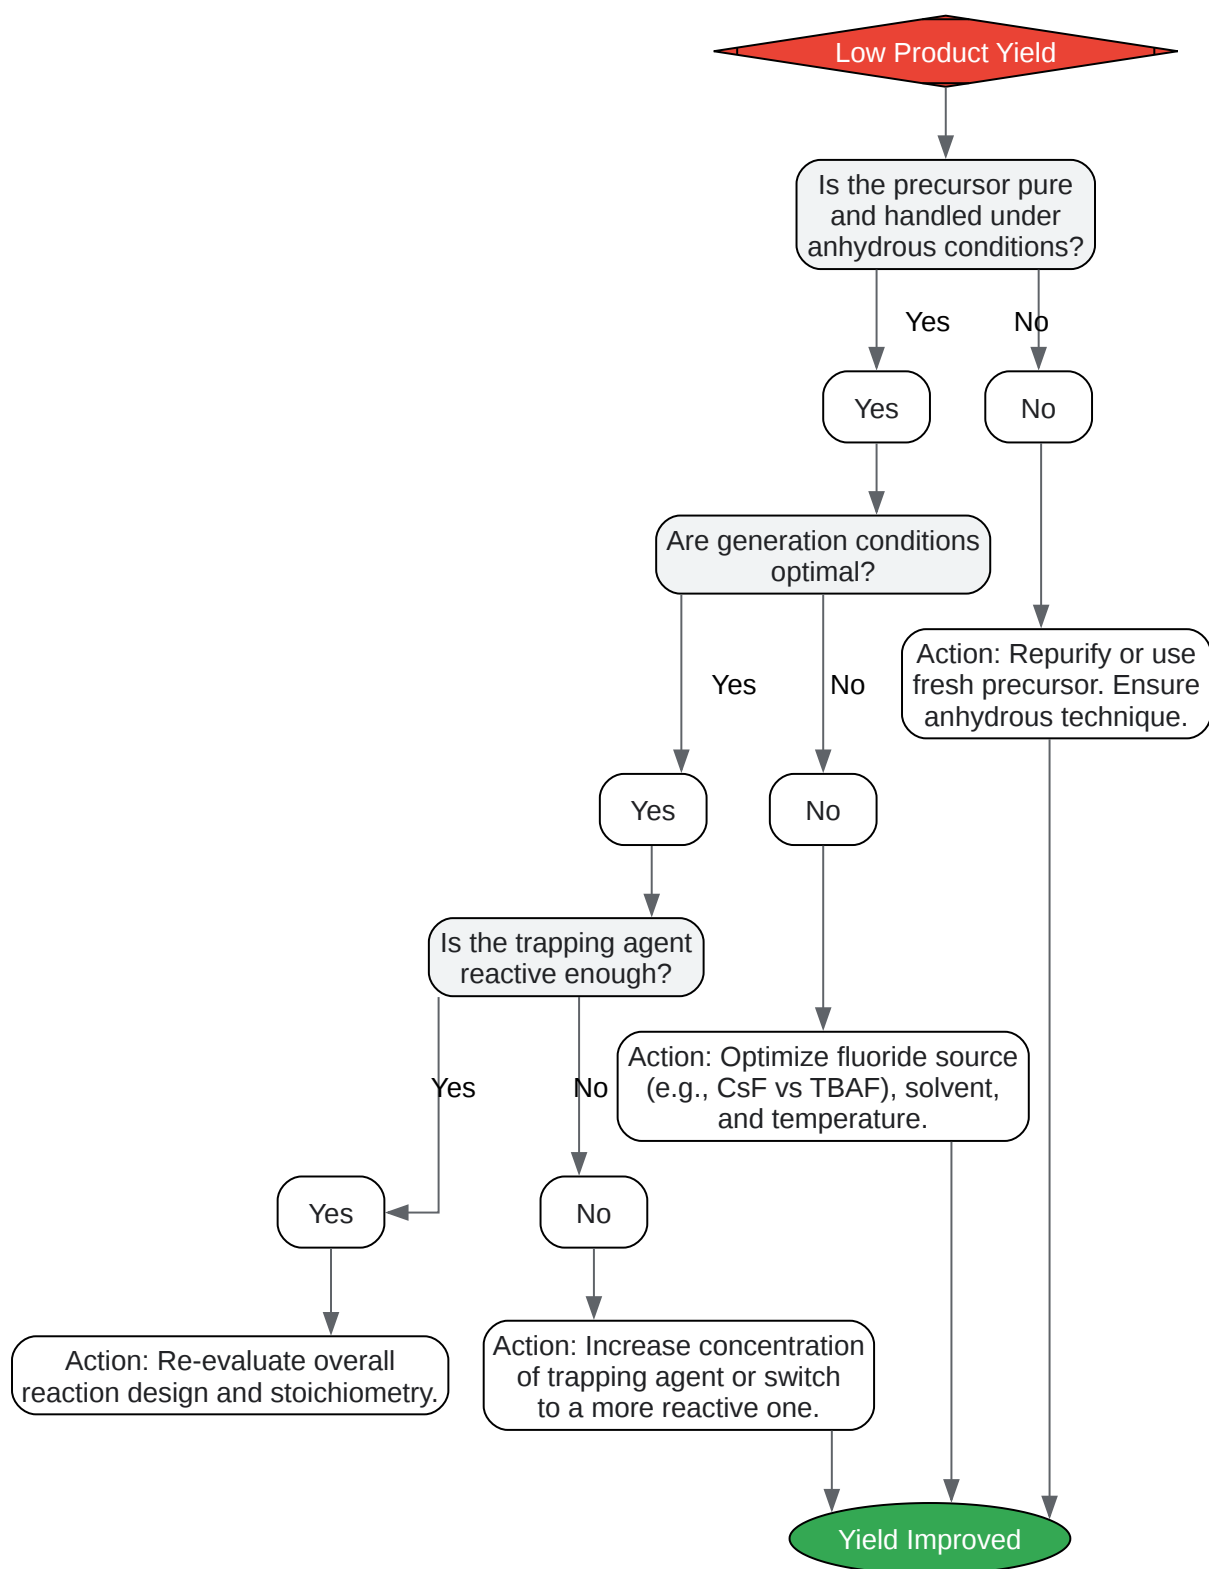 Low Product Yield
Is the precursor pure
and handled under
anhydrous conditions?
Yes
No
Yes
No
Are generation conditions
optimal?
Action: Repurify or use
fresh precursor. Ensure
anhydrous technique.
Yes
No
Yes
No
Is the trapping agent
reactive enough?
Action: Optimize fluoride source
(e.g., CsF vs TBAF), solvent,
and temperature.
Yes
No
Yes
No
Action: Re-evaluate overall
reaction design and stoichiometry.
Action: Increase concentration
of trapping agent or switch
to a more reactive one.
Yield Improved